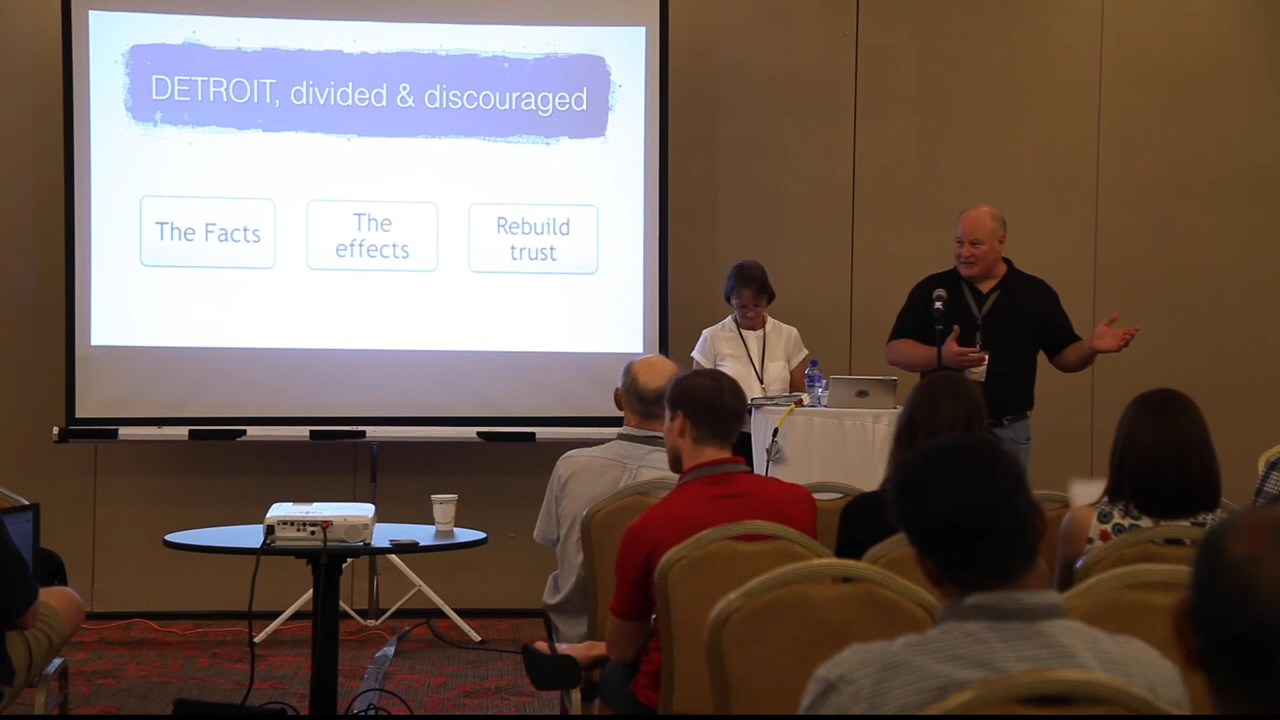 DETROIT, divided & discouraged
The Facts
The
effects
Rebuild
trust